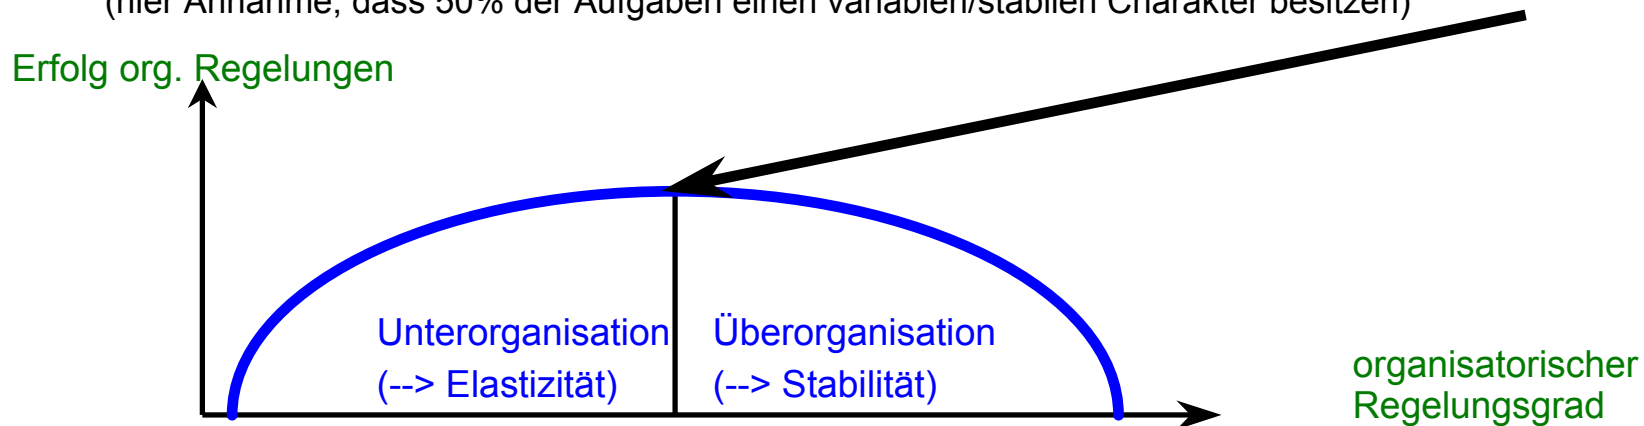 (hier Annahme, dass 50% der Aufgaben einen variablen/stabilen Charakter besitzen)
Erfolg org. Regelungen
Unterorganisation
(--> Elastizität)
Überorganisation
(--> Stabilität)
organisatorischer
Regelungsgrad